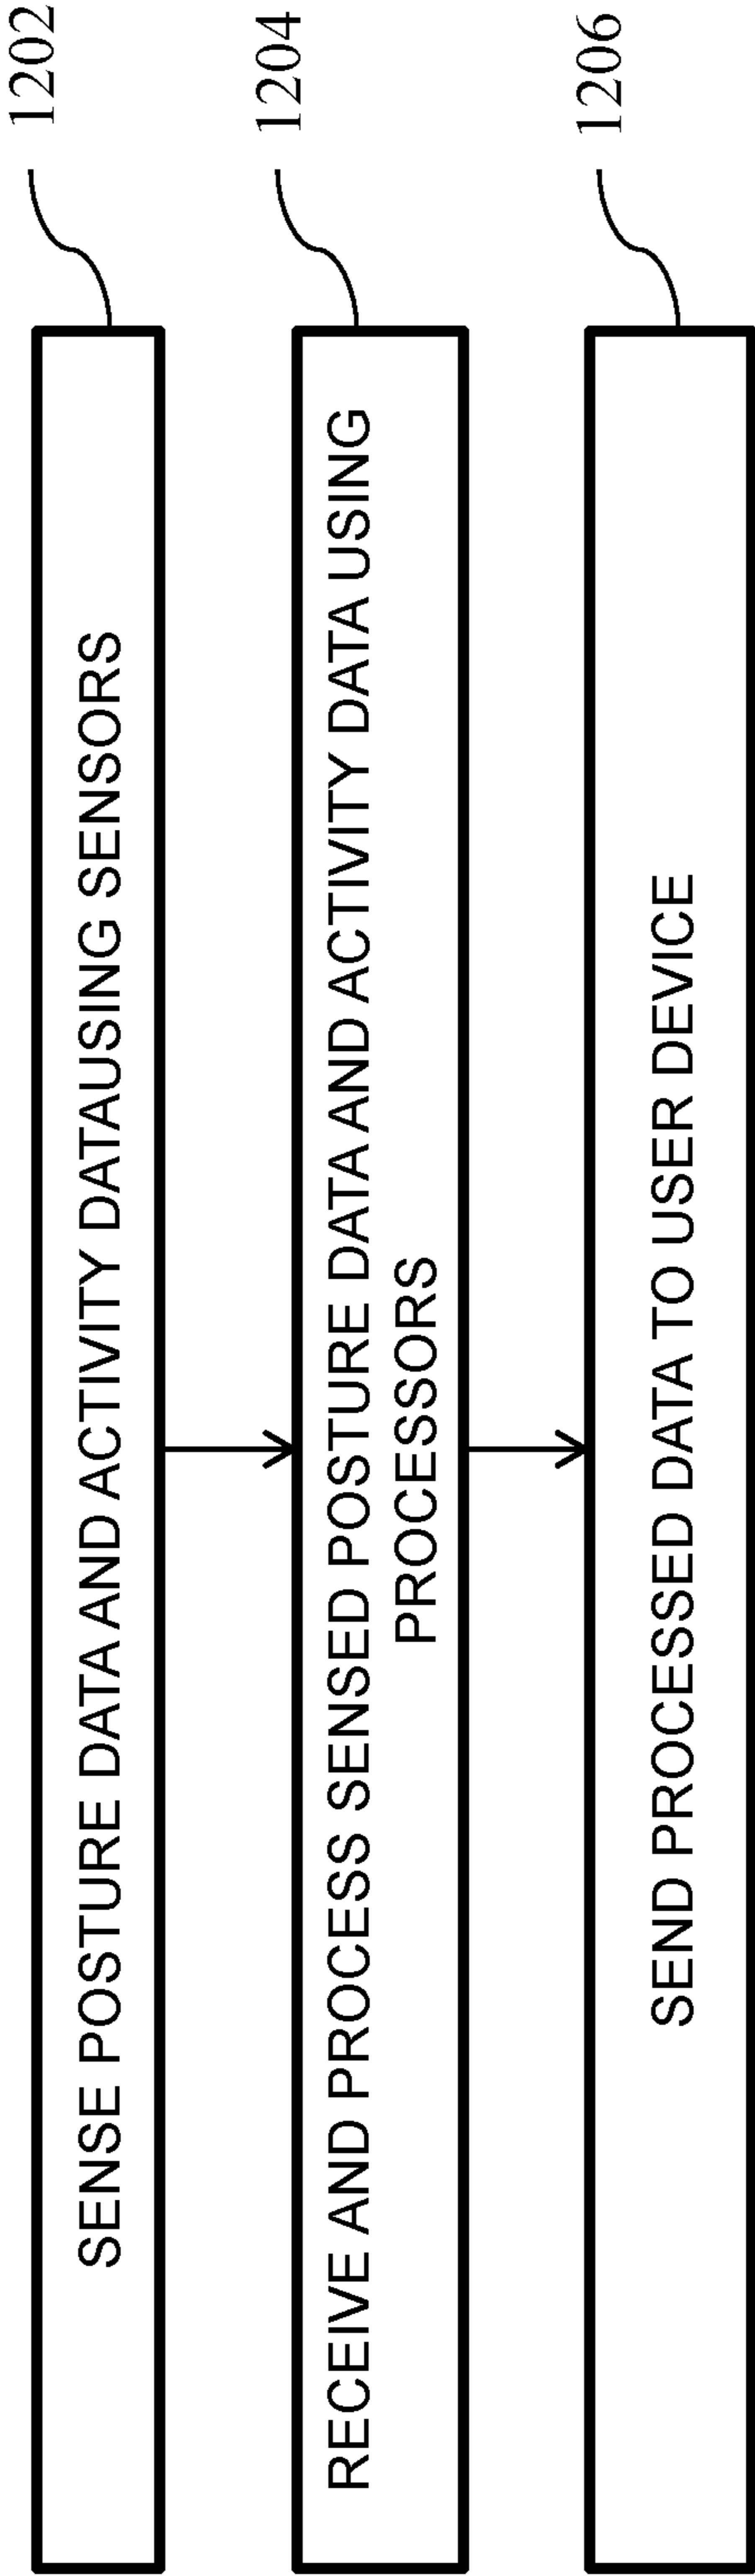 SENSE POSTURE DATA AND ACTIVITY DATAUSING SENSORS
1202
RECEIVE AND PROCESS SENSED POSTURE DATA AND ACTIVITY DATA USING
PROCESSORS
1204
SEND PROCESSED DATA TO USER DEVICE
1206